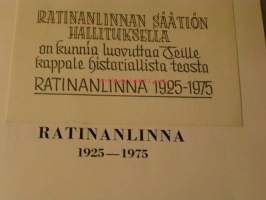 RATINANLINNAN SÄÄTIÖN
HALLITUKSELLA
on kunnia luovuttaa Teille
kappale historiallista teosta
RATINANLINNA 1925-1975
RATINANLINNA
1925—1975